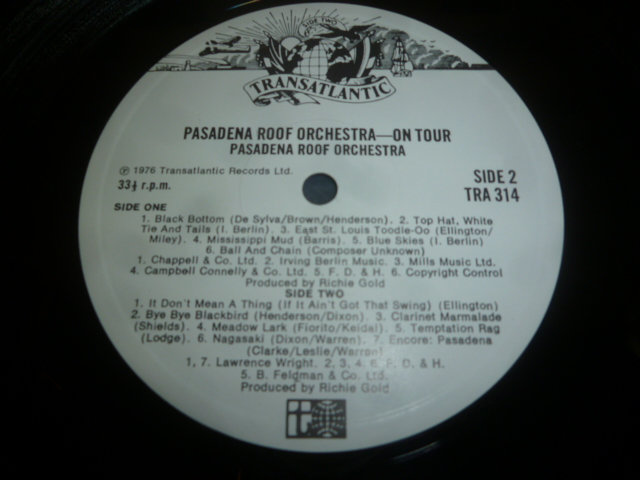 SIDE TWO
TRANSATLANTIC
PASADENA ROOF ORCHESTRA—ON TOUR
PASADENA ROOF ORCHESTRA
℗ 1976 Transatlantic Records Ltd.
33⅓ r.p.m.
SIDE 2
TRA 314
SIDE ONE
1. Black Bottom (De Sylva/Brown/Henderson). 2. Top Hat, White
Tie And Tails (I. Berlin). 3. East St. Louis Toodle-Oo (Ellington/
Miley). 4. Mississippi Mud (Barris). 5. Blue Skies (I. Berlin)
6. Ball And Chain (Composer Unknown)
1. Chappell & Co. Ltd. 2. Irving Berlin Music. 3. Mills Music Ltd.
4. Campbell Connelly & Co. Ltd. 5. F. D. & H. 6. Copyright Control
Produced by Richie Gold
SIDE TWO
1. It Don't Mean A Thing (If It Ain't Got That Swing) (Ellington)
2. Bye Bye Blackbird (Henderson/Dixon). 3. Clarinet Marmalade
(Shields). 4. Meadow Lark (Fiorito/Keidal). 5. Temptation Rag
(Lodge). 6. Nagasaki (Dixon/Warren). 7. Encore: Pasadena
(Clarke/Leslie/Warren)
1, 7. Lawrence Wright. 2, 3, 4, 6. F. D. & H.
5. B. Feldman & Co. Ltd.
Produced by Richie Gold